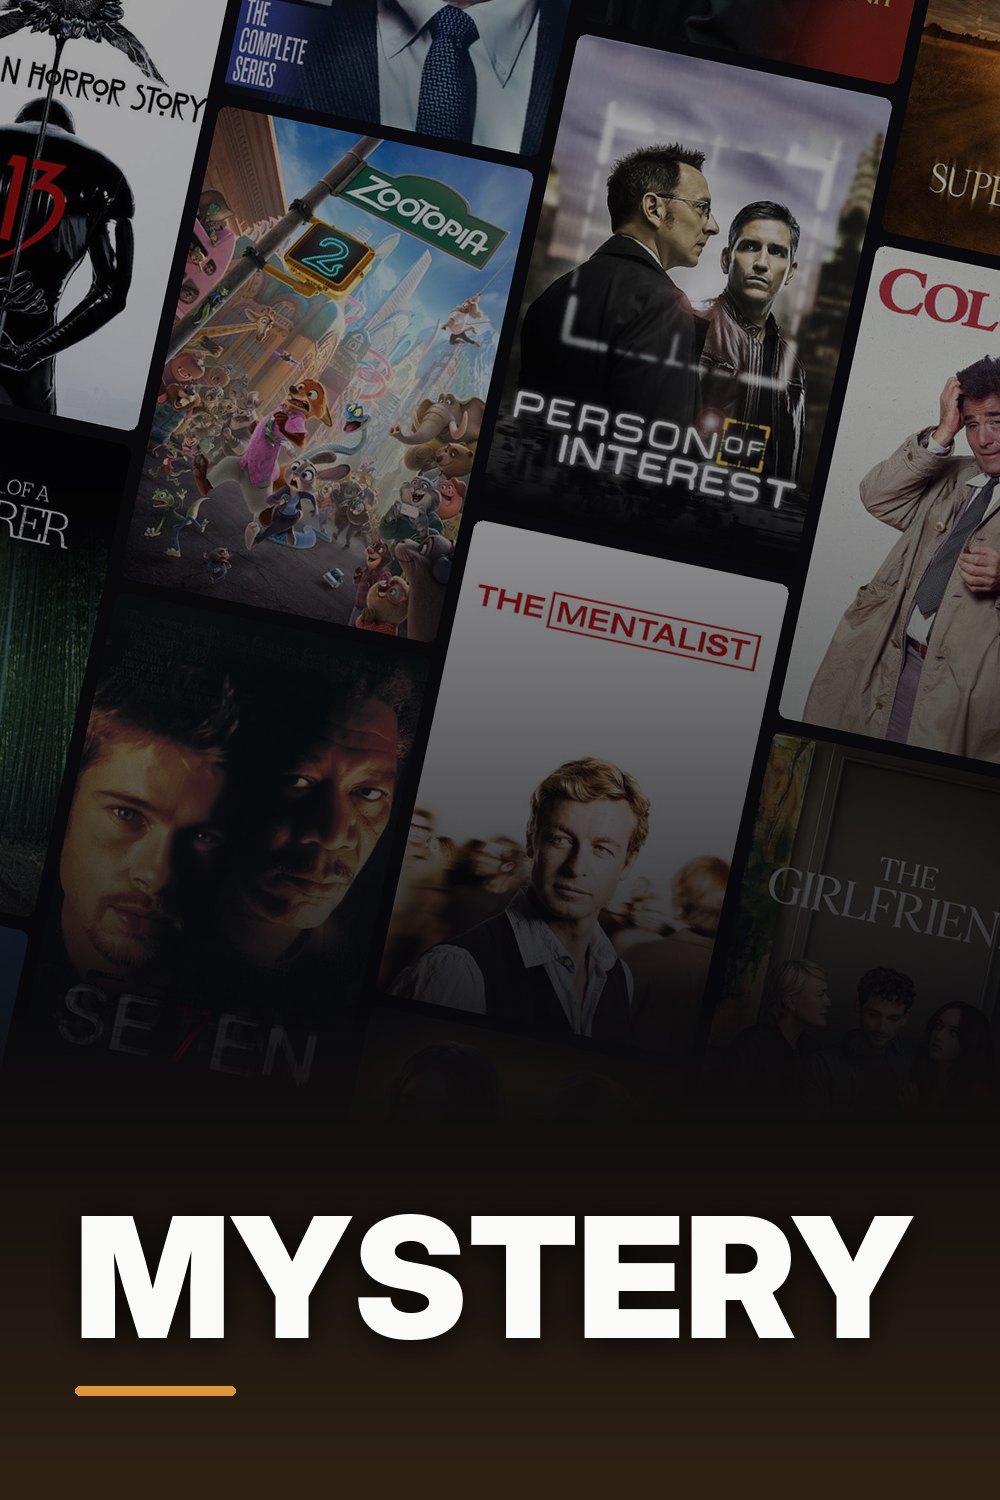 THE
COMPLETE
SERIES
N HORROR STORY
13
ZOOTOPIA
2
PERSON OF
INTEREST
SUPE
COL
OF A
RER
THE MENTALIST
SE7EN
THE
GIRLFRIEN
MYSTERY